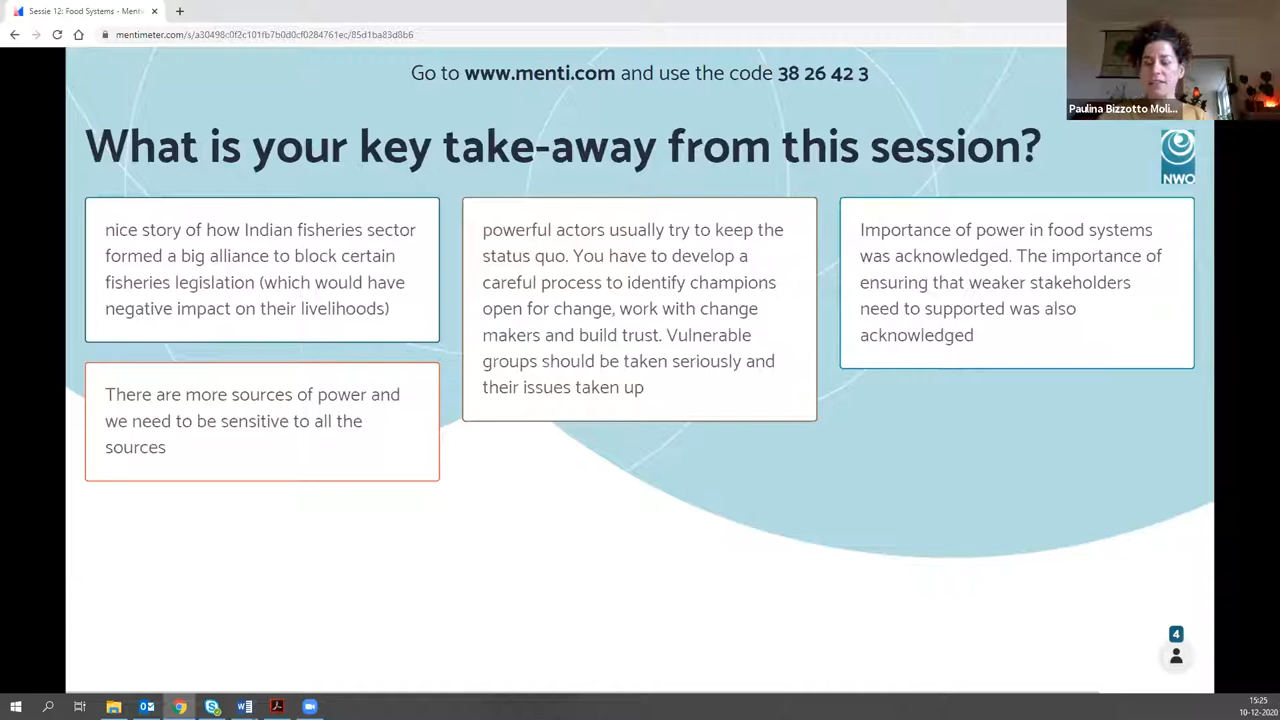 Sessie 12: Food Systems - Ment
mentimeter.com/s/a30498c0f2c101fb7b0d0cf0284761ec/85d1ba83d8b6
Paulina Bizzotto Moli...
Go to www.menti.com and use the code 38 26 42 3
What is your key take-away from this session?
NWO
nice story of how Indian fisheries sector
formed a big alliance to block certain
fisheries legislation (which would have
negative impact on their livelihoods)
There are more sources of power and
we need to be sensitive to all the
sources
powerful actors usually try to keep the
status quo. You have to develop a
careful process to identify champions
open for change, work with change
makers and build trust. Vulnerable
groups should be taken seriously and
their issues taken up
Importance of power in food systems
was acknowledged. The importance of
ensuring that weaker stakeholders
need to supported was also
acknowledged
4
15:25
10-12-2020